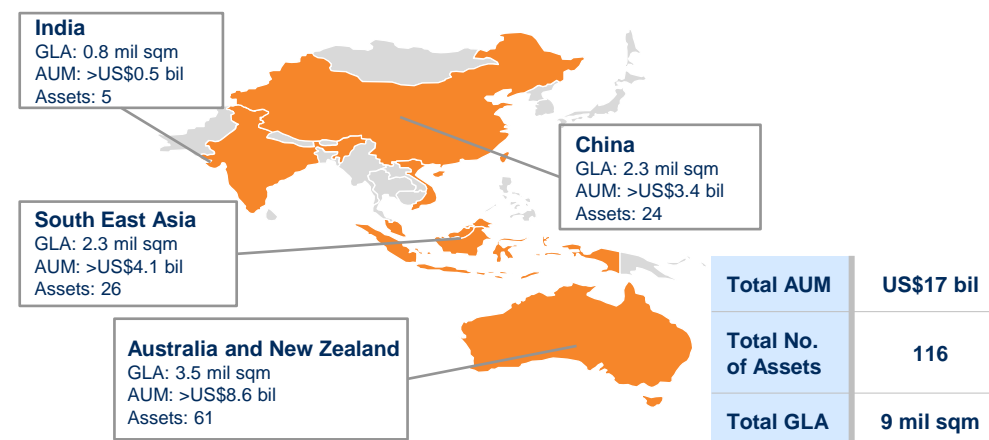 India
GLA: 0.8 mil sqm
AUM: >US$0.5 bil
Assets: 5
China
GLA: 2.3 mil sqm
AUM: >US$3.4 bil
Assets: 24
South East Asia
GLA: 2.3 mil sqm
AUM: >US$4.1 bil
Assets: 26
Australia and New Zealand
GLA: 3.5 mil sqm
AUM: >US$8.6 bil
Assets: 61
Total AUM US$17 bil
Total No.
of Assets 116
Total GLA 9 mil sqm